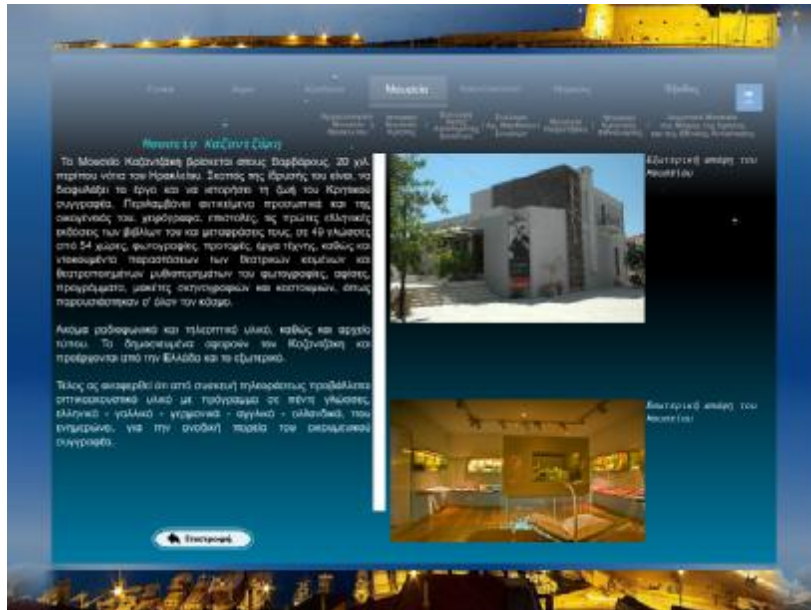 Μουσεία
Μουσείο Καζαντζάκη
Το Μουσείο Καζαντζάκη βρίσκεται στους Βαρβάρους, 20 χιλ.
περίπου νότια του Ηρακλείου. Σκοπός της ίδρυσής του είναι, να
διαφυλάξει το έργο και να ιστορήσει τη ζωή του Κρητικού
συγγραφέα. Περιλαμβάνει αντικείμενα προσωπικά και της
οικογένειάς του, χειρόγραφα, επιστολές, τις πρώτες ελληνικές
εκδόσεις των βιβλίων του και μεταφράσεις τους, σε 49 γλώσσες
από 54 χώρες, φωτογραφίες, προτομές, έργα τέχνης, καθώς και
ντοκουμέντα παραστάσεων των θεατρικών κειμένων και
θεατροποιημένων μυθιστορημάτων του φωτογραφίες, αφίσες,
προγράμματα, μακέτες σκηνογραφιών και κοστουμιών, όπως
παρουσιάστηκαν σ' όλον τον κόσμο.
Ακόμα ραδιοφωνικό και τηλεοπτικό υλικό, καθώς και αρχείο
τύπου. Τα δημοσιευμένα αφορούν τον Καζαντζάκη και
προέρχονται από την Ελλάδα και το εξωτερικό.
Τέλος ας αναφερθεί ότι από συσκευή τηλεοράσεως προβάλλεται
οπτικοακουστικό υλικό με πρόγραμμα σε πέντε γλώσσες,
ελληνικά - γαλλικά - γερμανικά - αγγλικά - ολλανδικά, που
ενημερώνει, για την ανοδική πορεία του οικουμενικού
συγγραφέα.
Επιστροφή
Εξωτερική άποψη του
Μουσείου
Εσωτερική άποψη του
Μουσείου